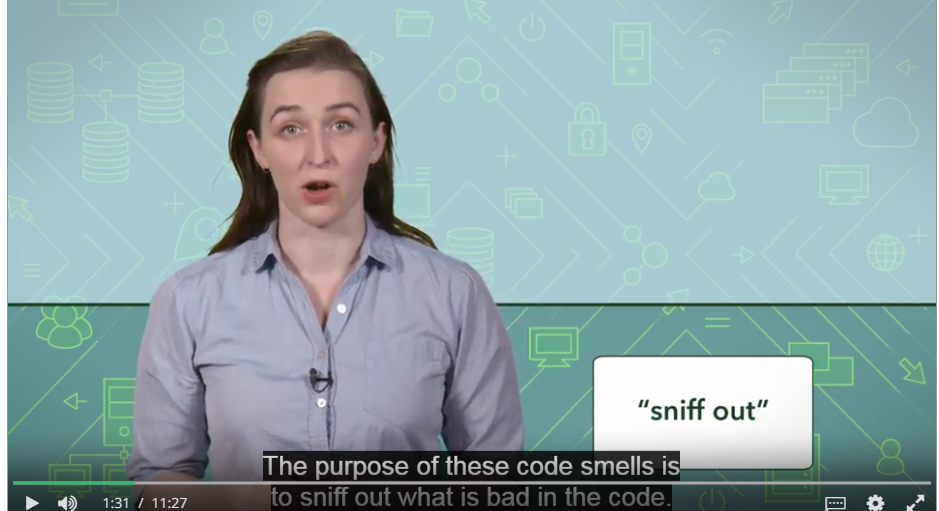 “sniff out”
The purpose of these code smells is
to sniff out what is bad in the code.
1:31 / 11:27